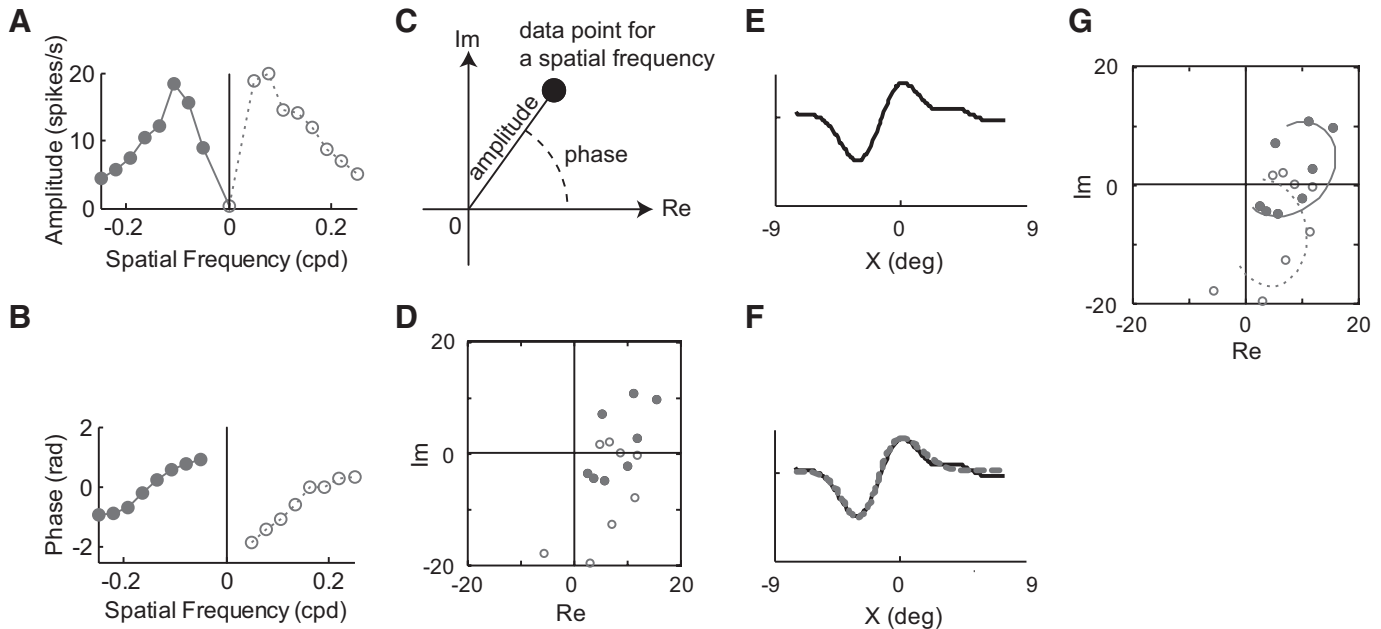 A
Amplitude (spikes/s)
20
10
0
-0.2
0
0.2
Spatial Frequency (cpd)
B
Phase (rad)
2
0
-2
-0.2
0
0.2
Spatial Frequency (cpd)
C
Im
data point for
a spatial frequency
amplitude
phase
0
Re
D
20
Im
0
-20
-20
0
20
Re
E
-9
0
9
X (deg)
F
-9
0
9
X (deg)
G
20
Im
0
-20
-20
0
20
Re